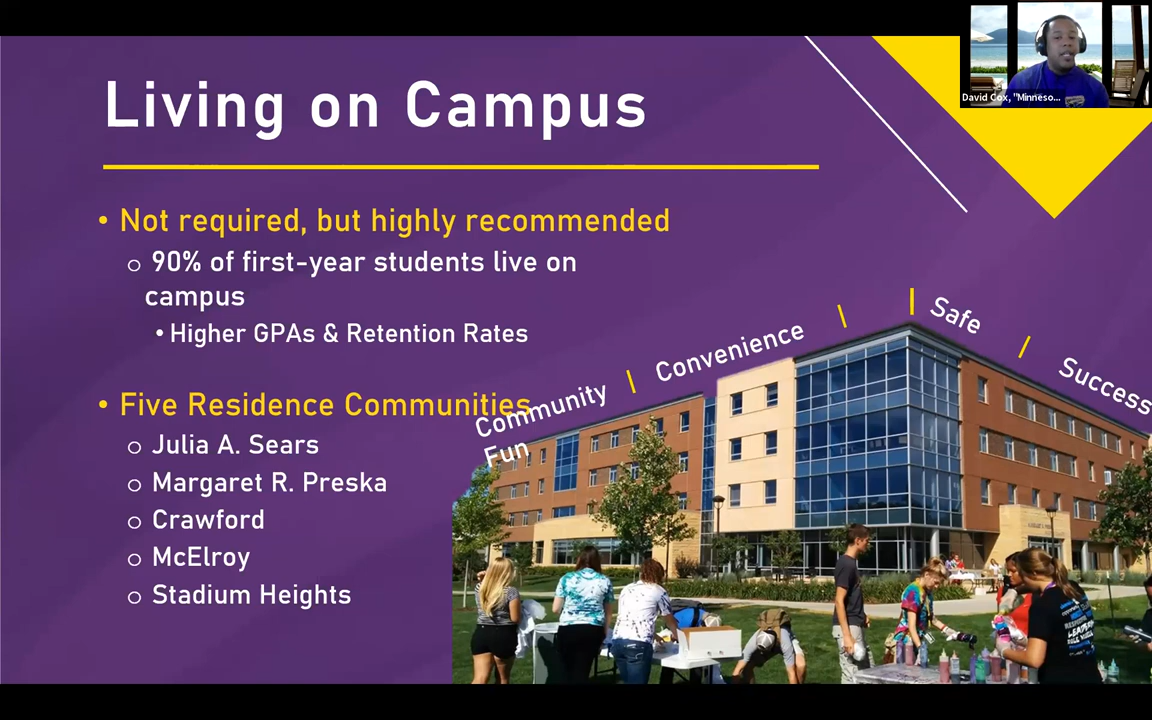 Living on Campus
David Cox, "Minneso...
• Not required, but highly recommended
o 90% of first-year students live on
campus
• Higher GPAs & Retention Rates
• Five Residence Communities
o Julia A. Sears
o Margaret R. Preska
o Crawford
o McElroy
o Stadium Heights
Community | Convenience | | Safe | Success
Fun